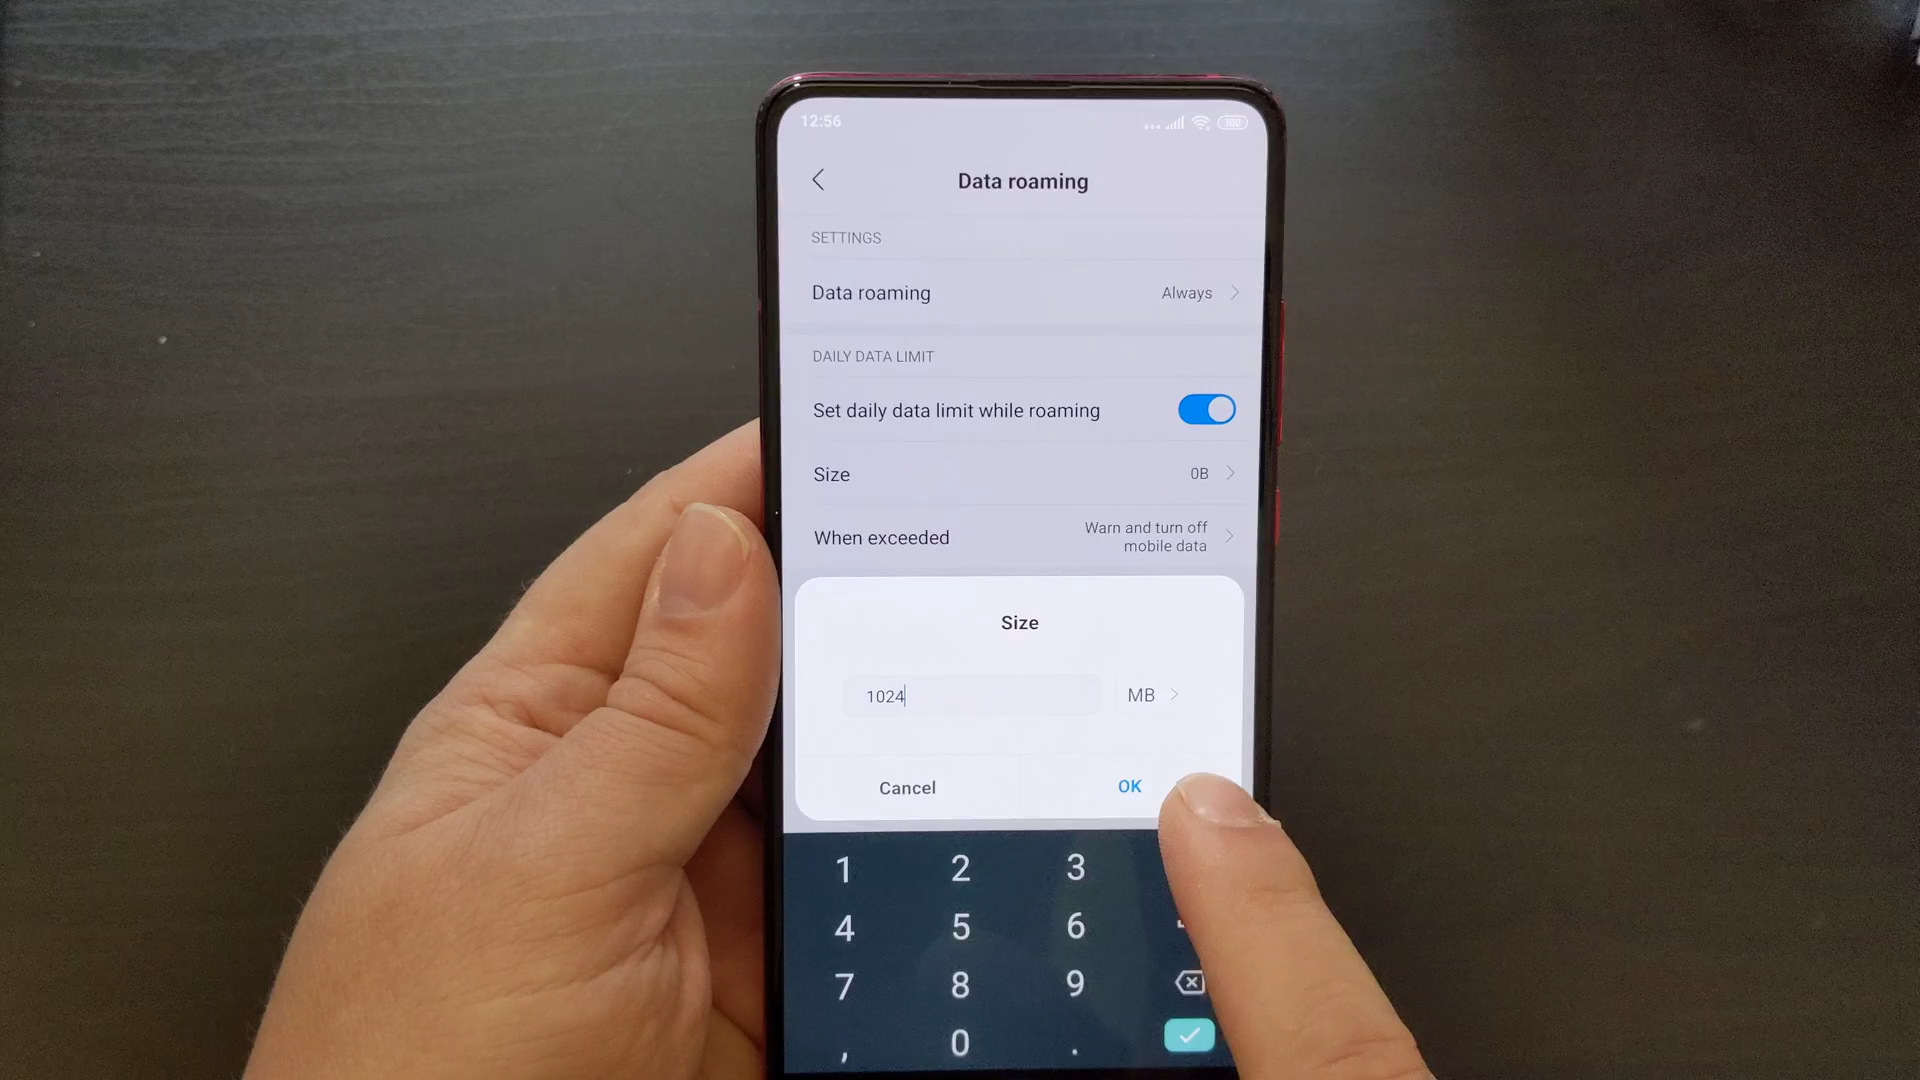 12:56
100
Data roaming
SETTINGS
Data roaming Always
DAILY DATA LIMIT
Set daily data limit while roaming
Size 0B
When exceeded Warn and turn off
mobile data
Size
1024 MB
Cancel OK
1 2 3
4 5 6
7 8 9
, 0 .